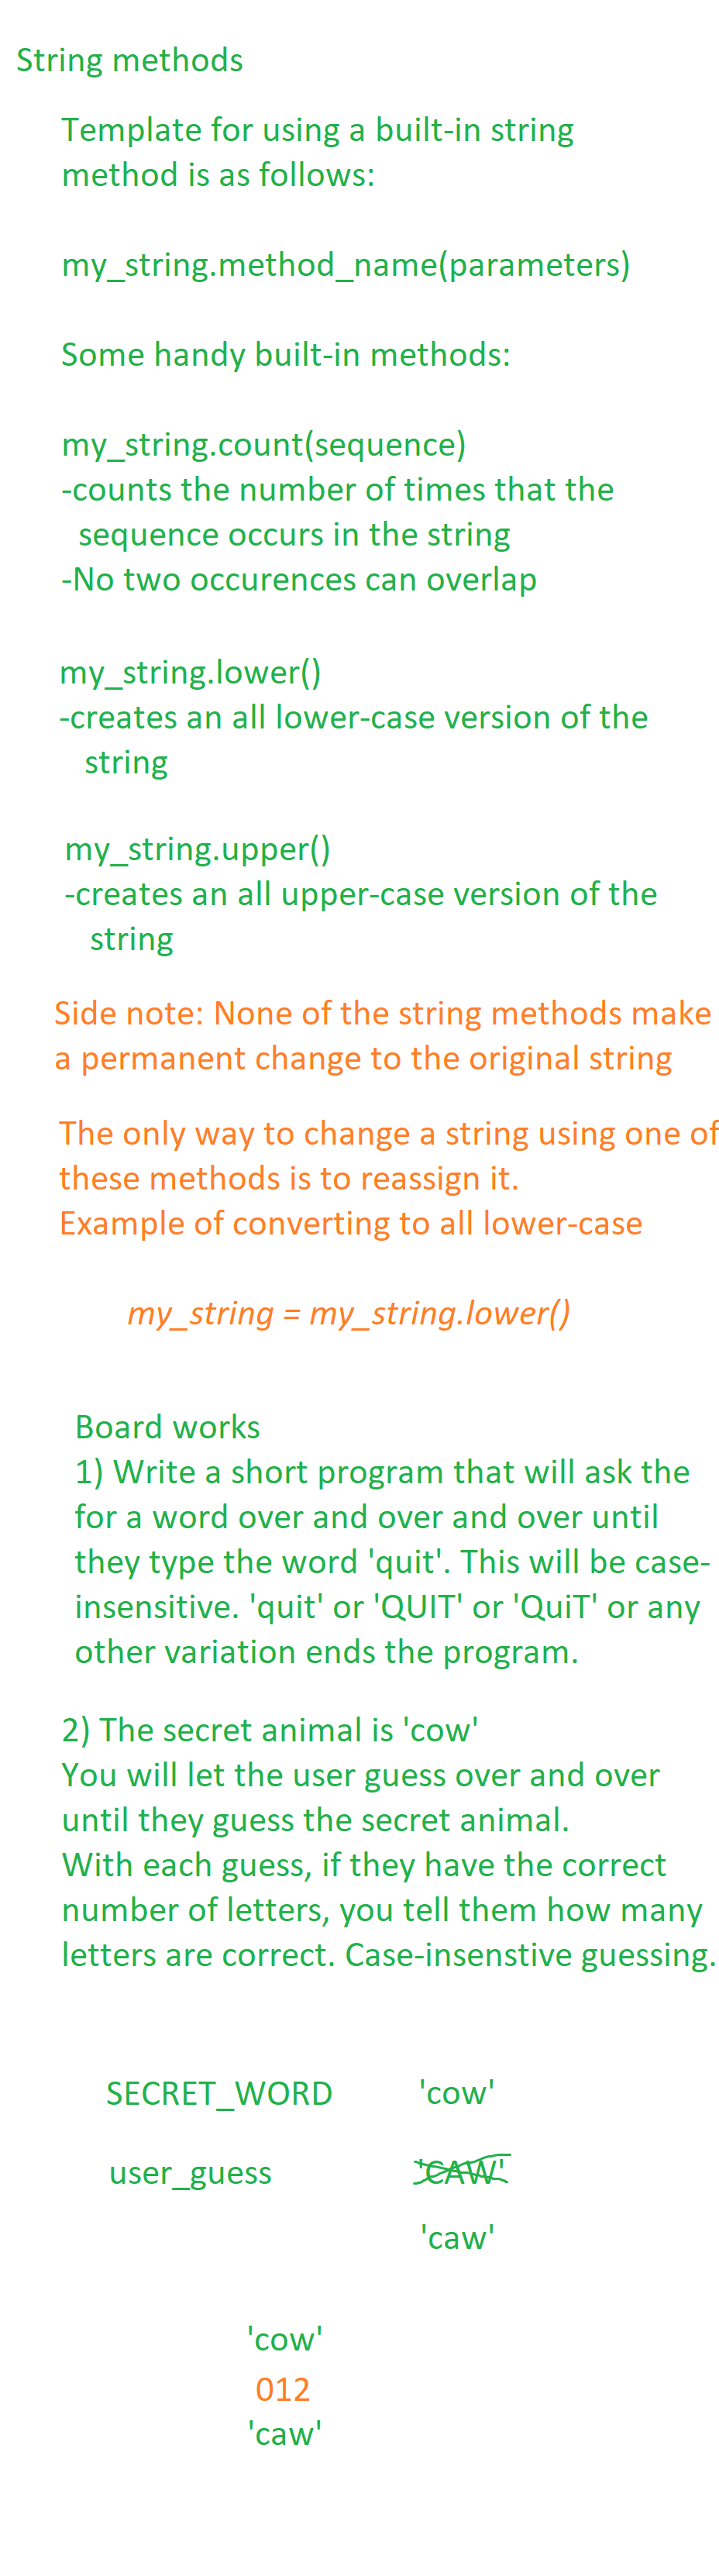 String methods
Template for using a built-in string
method is as follows:
my_string.method_name(parameters)
Some handy built-in methods:
my_string.count(sequence)
-counts the number of times that the
sequence occurs in the string
-No two occurences can overlap
my_string.lower()
-creates an all lower-case version of the
string
my_string.upper()
-creates an all upper-case version of the
string
Side note: None of the string methods make
a permanent change to the original string
The only way to change a string using one of
these methods is to reassign it.
Example of converting to all lower-case
my_string = my_string.lower()
Board works
1) Write a short program that will ask the
for a word over and over and over until
they type the word 'quit'. This will be case-
insensitive. 'quit' or 'QUIT' or 'QuiT' or any
other variation ends the program.
2) The secret animal is 'cow'
You will let the user guess over and over
until they guess the secret animal.
With each guess, if they have the correct
number of letters, you tell them how many
letters are correct. Case-insenstive guessing.
SECRET_WORD 'cow'
user_guess 'CAW'
'caw'
'cow'
012
'caw'